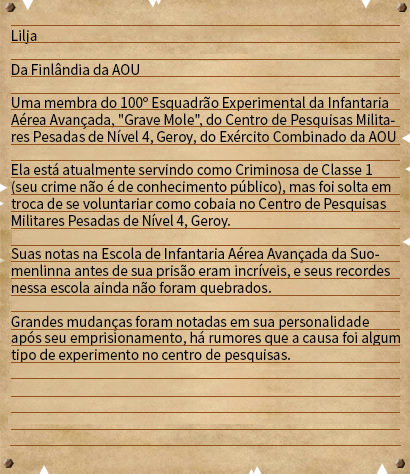 Lilja
Da Finlândia da AOU
Uma membra do 100º Esquadrão Experimental da Infantaria
Aérea Avançada, "Grave Mole", do Centro de Pesquisas Milita-
res Pesadas de Nível 4, Geroy, do Exército Combinado da AOU
Ela está atualmente servindo como Criminosa de Classe 1
(seu crime não é de conhecimento público), mas foi solta em
troca de se voluntariar como cobaia no Centro de Pesquisas
Militares Pesadas de Nível 4, Geroy.
Suas notas na Escola de Infantaria Aérea Avançada da Suo-
menlinna antes de sua prisão eram incríveis, e seus recordes
nessa escola ainda não foram quebrados.
Grandes mudanças foram notadas em sua personalidade
após seu emprisionamento, há rumores que a causa foi algum
tipo de experimento no centro de pesquisas.